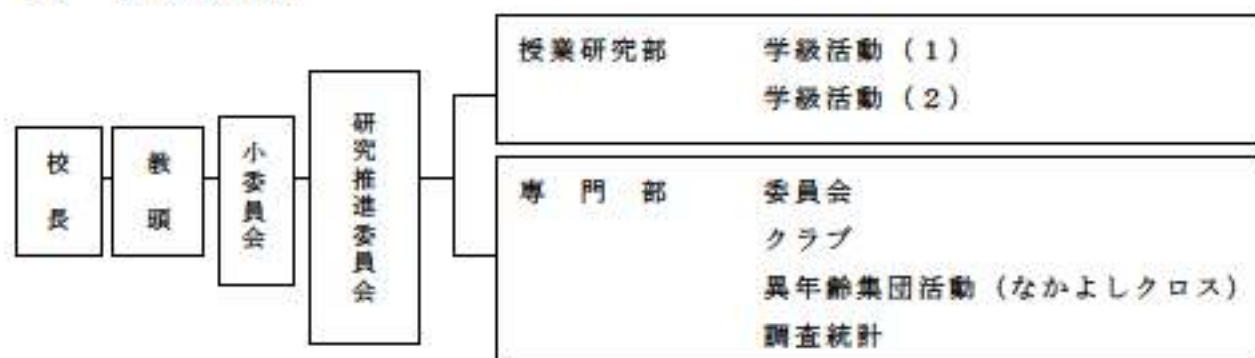 校長
教頭
小委員会
研究推進委員会
授業研究部 学級活動（１）
学級活動（２）
専門部 委員会
クラブ
異年齢集団活動（なかよしクロス）
調査統計